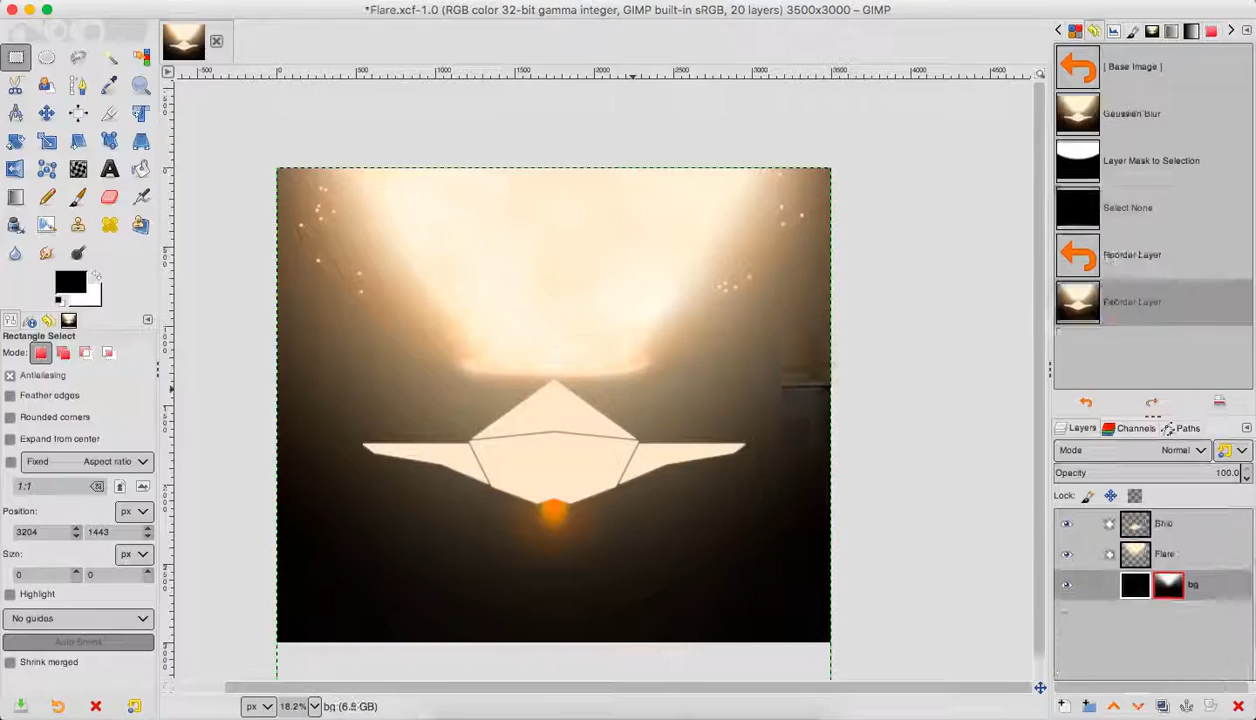 *Flare.xcf-1.0 (RGB color 32-bit gamma integer, GIMP built-in sRGB, 20 layers) 3500x3000 – GIMP
-500 0 500 1000 1500 2000 2500 3000 3500 4000 4500
[ Base Image ]
Gaussian Blur
Layer Mask to Selection
Select None
Reorder Layer
Reorder Layer
Rectangle Select
Mode:
Antialiasing
Feather edges
Rounded corners
Expand from center
Fixed Aspect ratio
1:1
Position: px
3204 1443
Size: px
0 0
Highlight
No guides
Auto Shrink
Shrink merged
Layers Channels Paths
Mode Normal
Opacity 100.0
Lock:
Ship
Flare
bg
px 18.2% bg (6.5 GB)